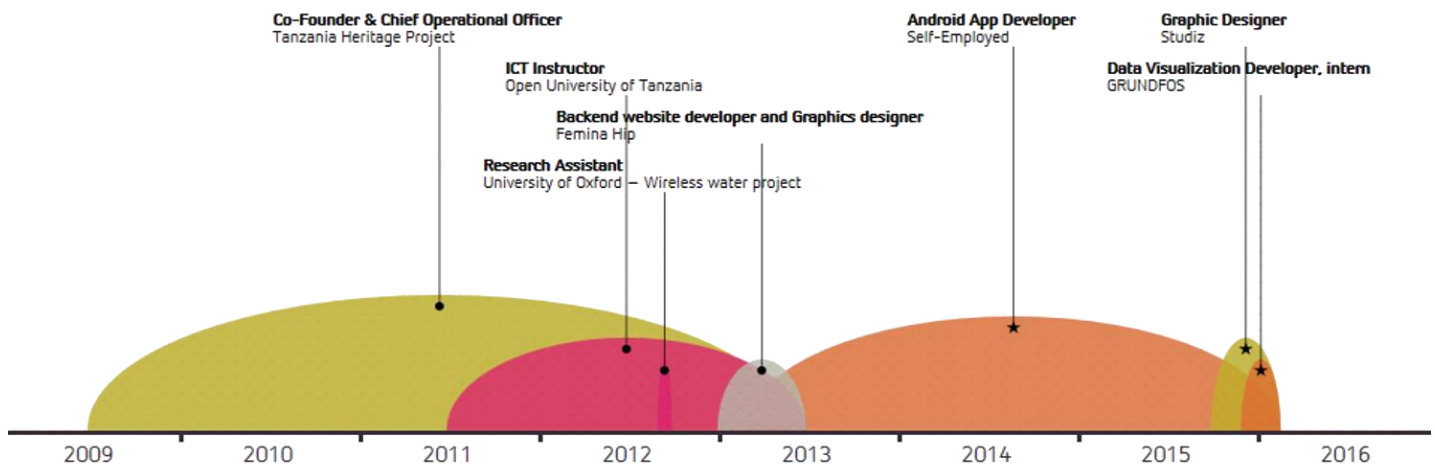 Co-Founder & Chief Operational Officer
Tanzania Heritage Project
Android App Developer
Self-Employed
Graphic Designer
Studiz
ICT Instructor
Open University of Tanzania
Data Visualization Developer, intern
GRUNDFOS
Backend website developer and Graphics designer
Femina Hip
Research Assistant
University of Oxford – Wireless water project
2009 2010 2011 2012 2013 2014 2015 2016